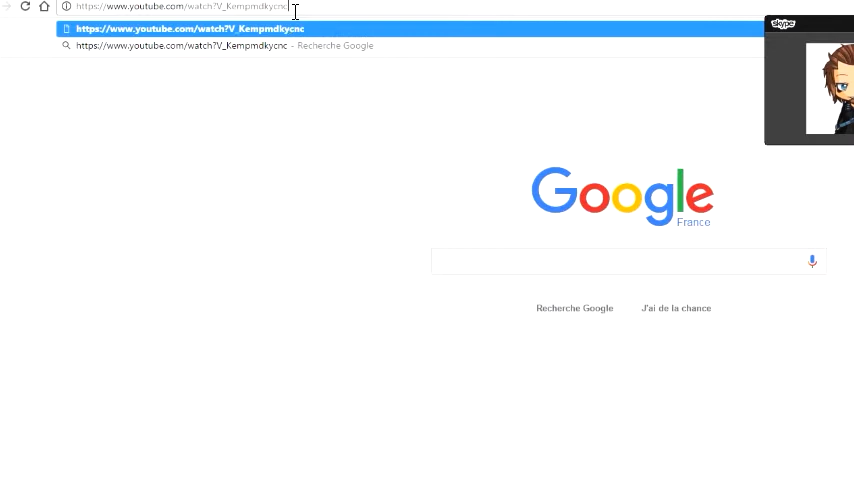 https://www.youtube.com/watch?V_Kempmdkycnc
https://www.youtube.com/watch?V_Kempmdkycnc
https://www.youtube.com/watch?V_Kempmdkycnc - Recherche Google
skype
Google
France
Recherche Google J'ai de la chance